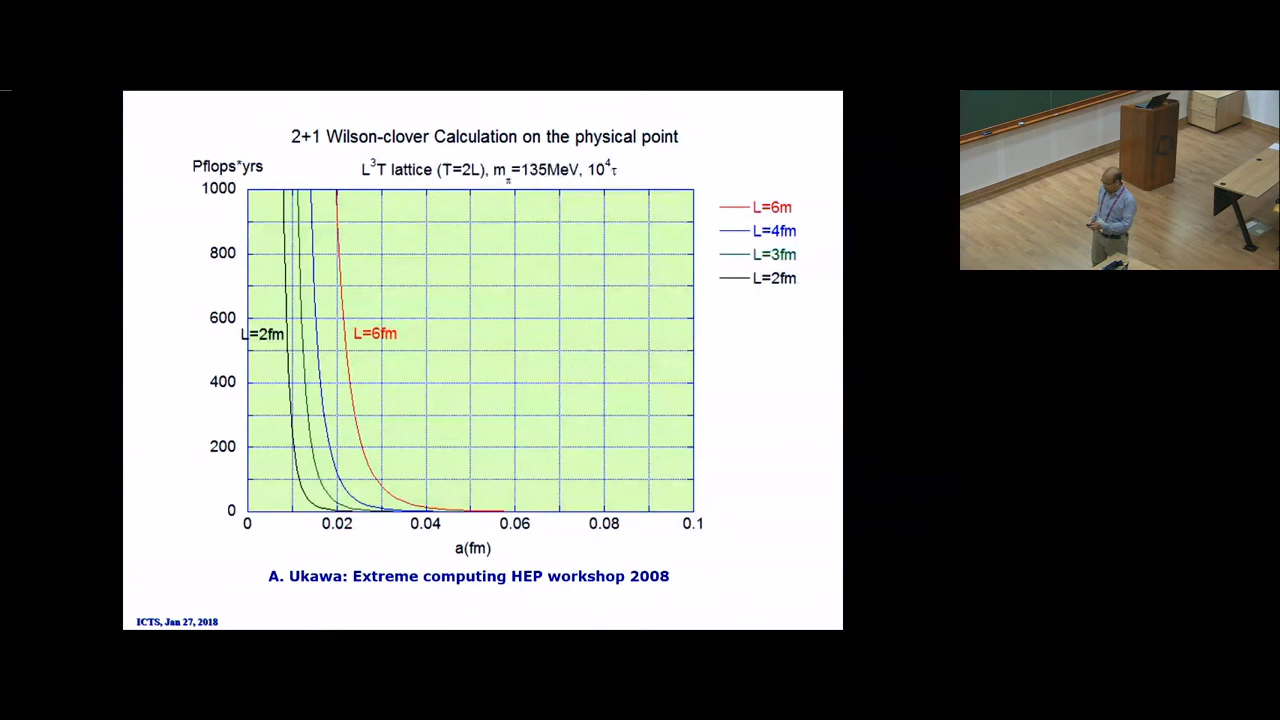 2+1 Wilson-clover Calculation on the physical point
Pflops*yrs
L³T lattice (T=2L), mπ=135MeV, 10⁴τ
1000
800
600
400
200
0
L=2fm
L=6fm
L=6m
L=4fm
L=3fm
L=2fm
0 0.02 0.04 0.06 0.08 0.1
a(fm)
A. Ukawa: Extreme computing HEP workshop 2008
ICTS, Jan 27, 2018